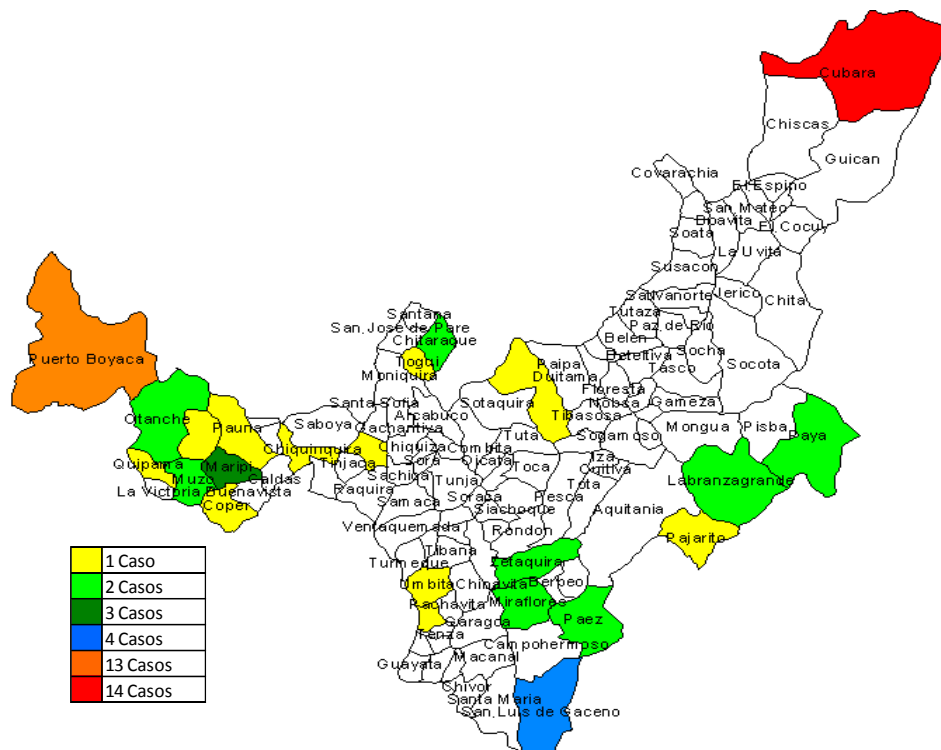 Cubara
Chiscas
Guican
Covarachia
El Espino
San Mateo
Boavita
El Cocuy
Soata
La Uvita
Susacon
Sativanorte
Jerico
Chita
Tutaza
Paz de Rio
Belen
Socha
Beteitiva
Tasco
Socota
Santana
San Jose de Pare
Chitaraque
Togui
Moniquira
Puerto Boyaca
Paipa
Duitama
Floresta
Nobsa
Gameza
Tibasosa
Sotaquira
Santa Sofia
Arcabuco
Gachantiva
Saboya
Otanche
Pauna
Chiquinquira
Tinjaca
Chiquiza
Combita
Tuta
Sogamoso
Mongua
Pisba
Paya
Sora
Oicata
Toca
Iza
Cuitiva
Labranzagrande
Quipama
Maripi
Muzo
Caldas
La Victoria
Buenavista
Coper
Sachica
Raquira
Samaca
Tunja
Soraca
Siachoque
Pesca
Tota
Aquitania
Pajarito
Ventaquemada
Rondon
Tibana
Turmeque
Zetaquira
Umbita
Chinavita
Berbeo
Pachavita
Miraflores
Paez
Garagoa
Tenza
Campohermoso
Macanal
Guayata
Chivor
Santa Maria
San Luis de Gaceno
1 Caso
2 Casos
3 Casos
4 Casos
13 Casos
14 Casos